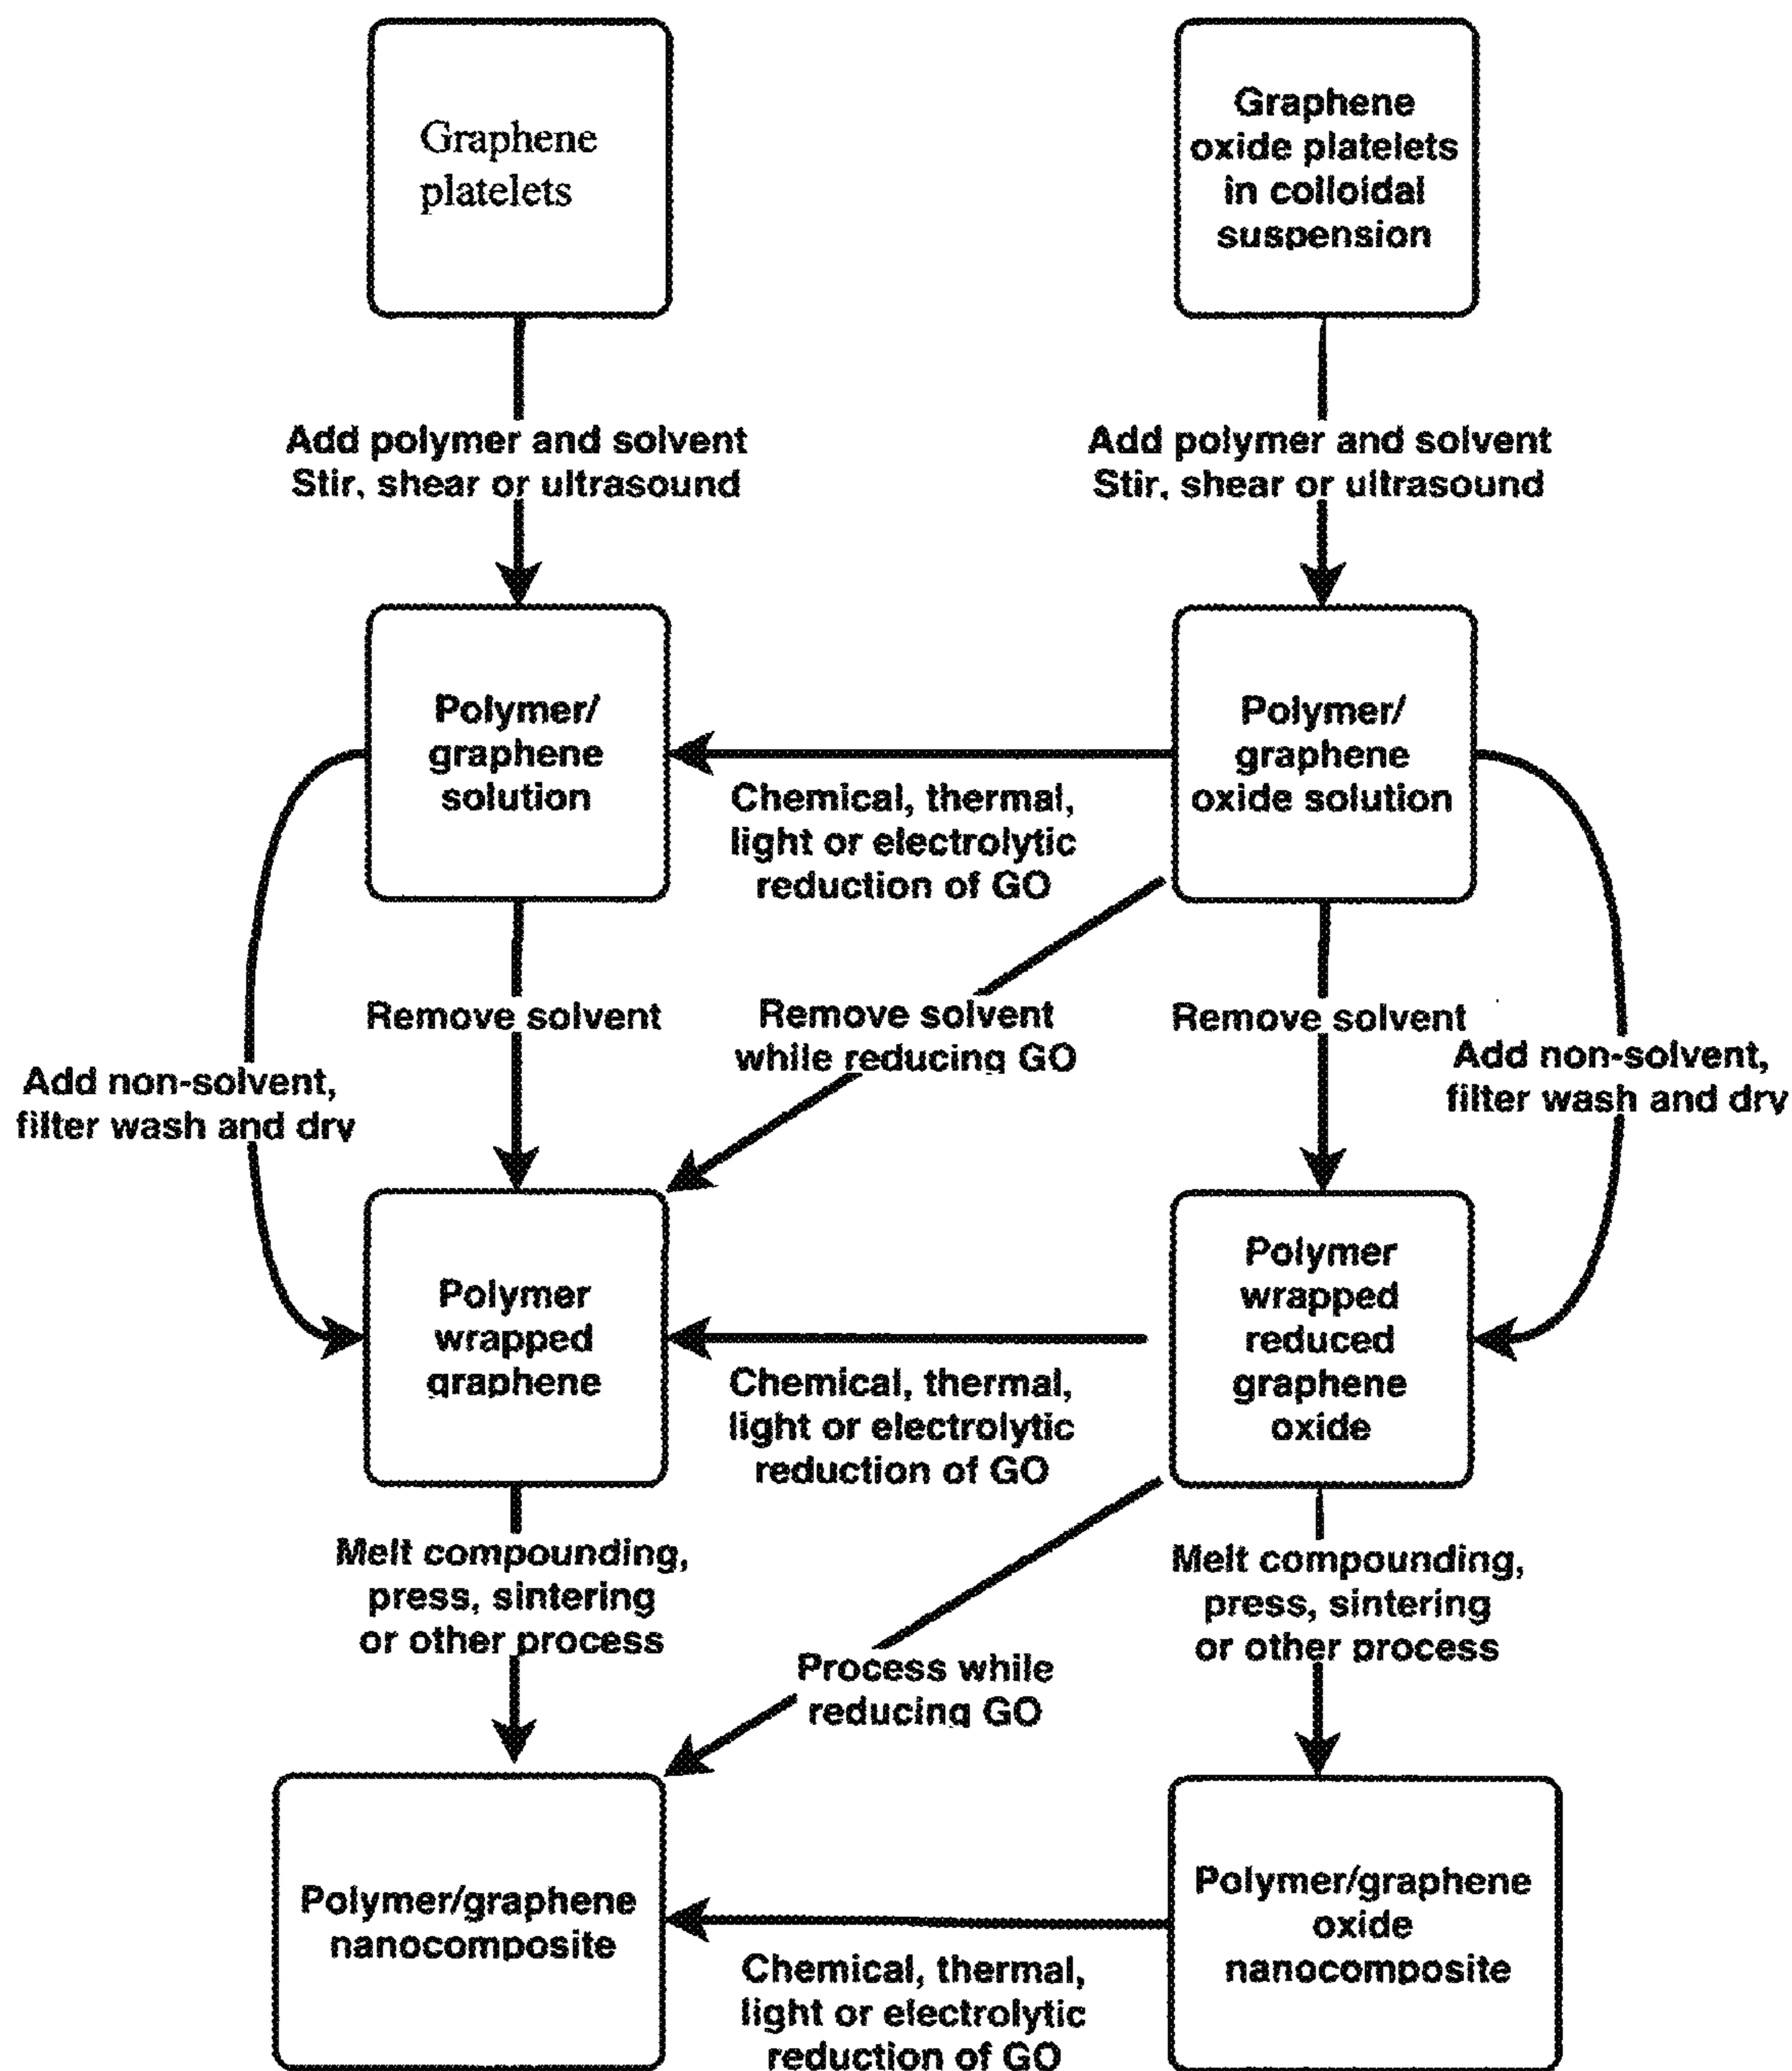 Graphene
platelets
Graphene
oxide platelets
in colloidal
suspension
Add polymer and solvent
Stir, shear or ultrasound
Add polymer and solvent
Stir, shear or ultrasound
Polymer/
graphene
solution
Chemical, thermal,
light or electrolytic
reduction of GO
Polymer/
graphene
oxide solution
Add non-solvent,
filter wash and dry
Remove solvent
Remove solvent
while reducing GO
Remove solvent
Add non-solvent,
filter wash and dry
Polymer
wrapped
graphene
Chemical, thermal,
light or electrolytic
reduction of GO
Polymer
wrapped
reduced
graphene
oxide
Melt compounding,
press, sintering
or other process
Process while
reducing GO
Melt compounding,
press, sintering
or other process
Polymer/graphene
nanocomposite
Chemical, thermal,
light or electrolytic
reduction of GO
Polymer/graphene
oxide
nanocomposite